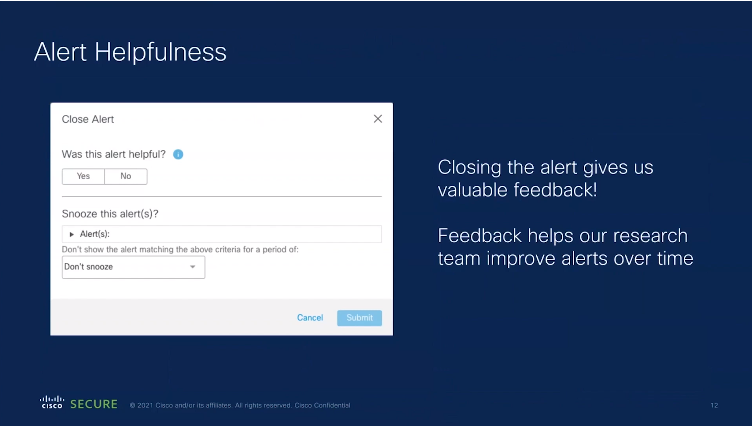 Alert Helpfulness
Close Alert
Was this alert helpful?
Yes No
Snooze this alert(s)?
Alert(s):
Don't show the alert matching the above criteria for a period of:
Don't snooze
Cancel Submit
Closing the alert gives us
valuable feedback!
Feedback helps our research
team improve alerts over time
CISCO SECURE © 2021 Cisco and/or its affiliates. All rights reserved. Cisco Confidential 12